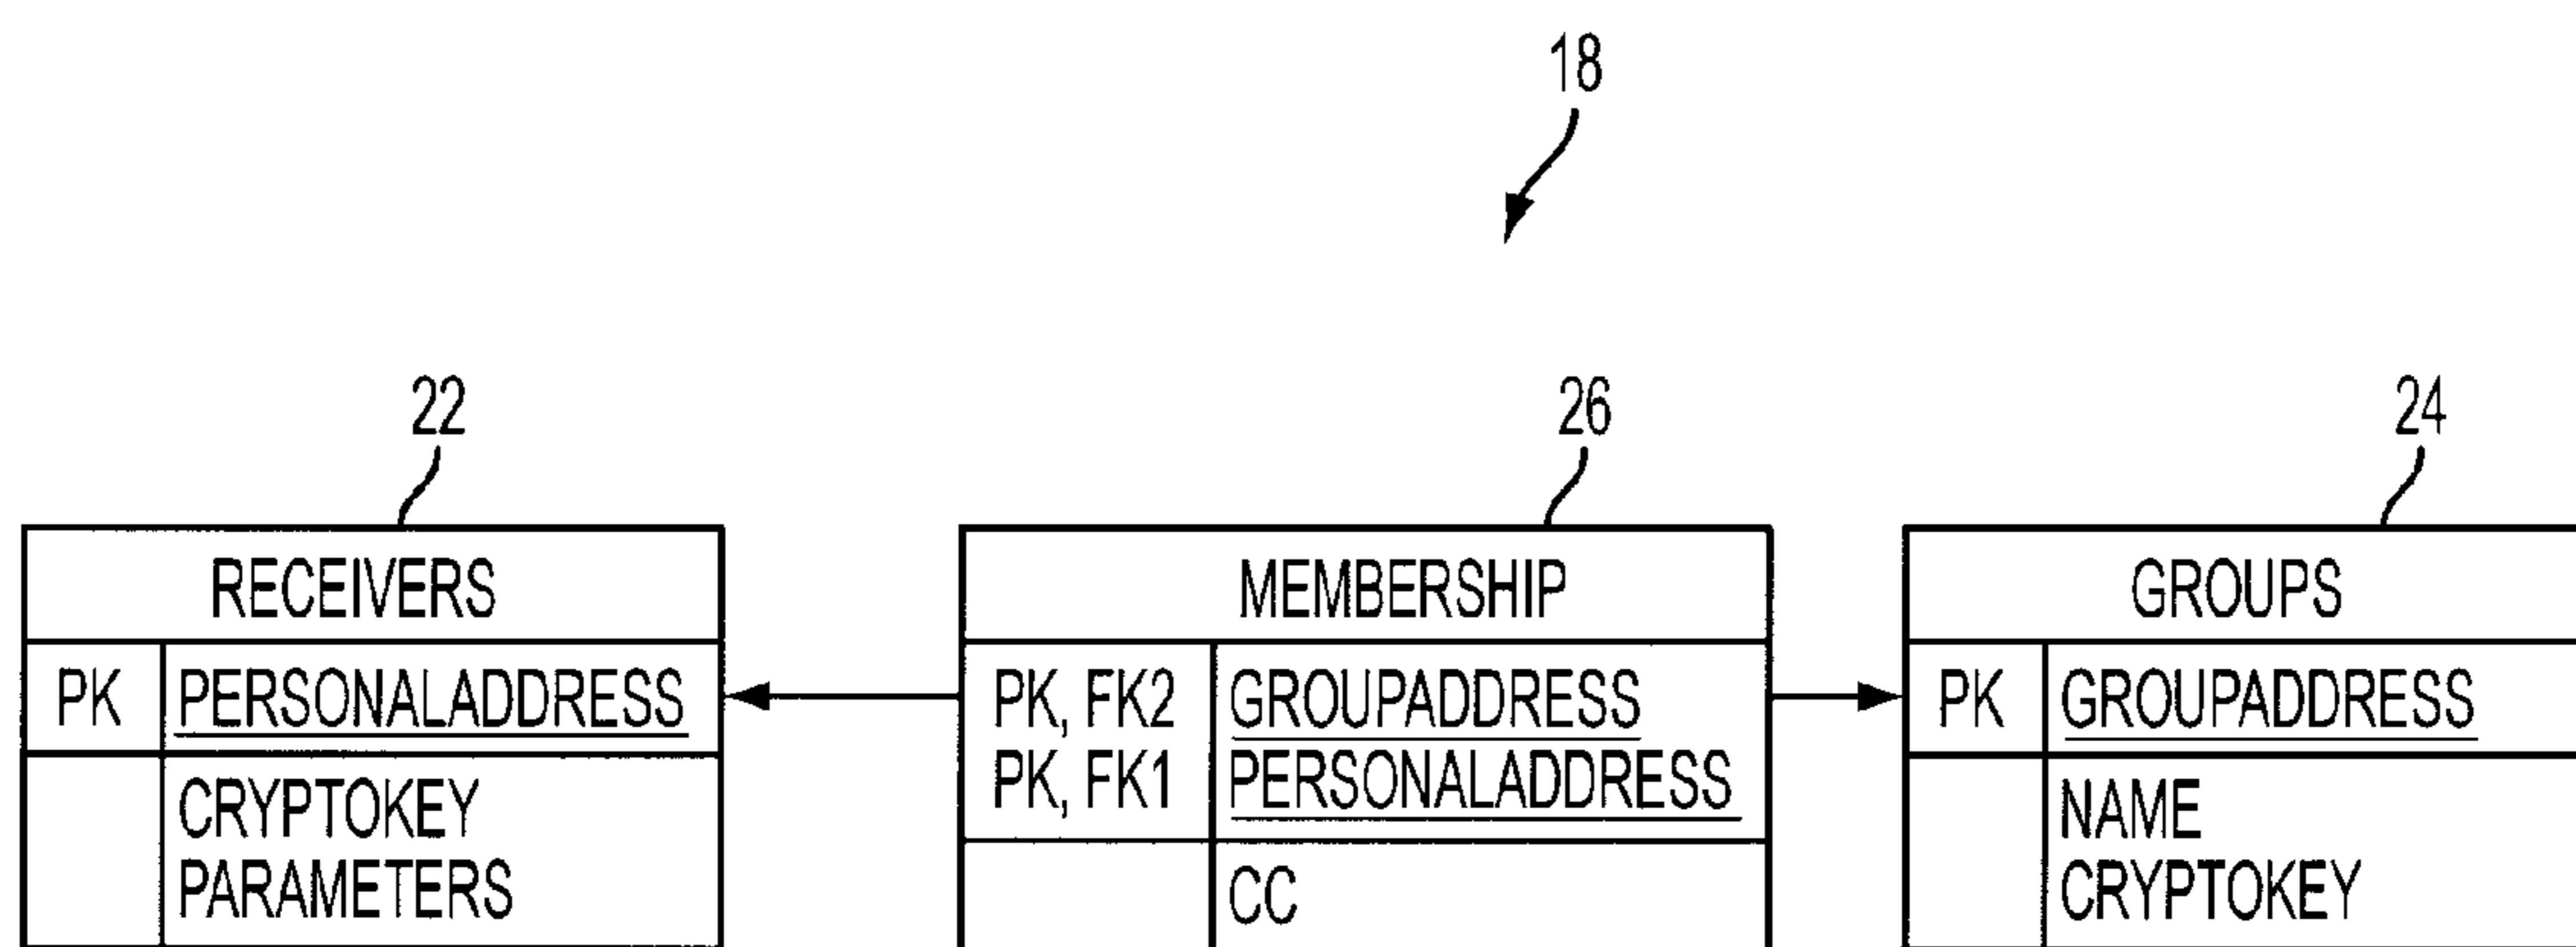 18
22
26
24
RECEIVERS
PK PERSONALADDRESS
CRYPTOKEY
PARAMETERS
MEMBERSHIP
PK, FK2 GROUPADDRESS
PK, FK1 PERSONALADDRESS
CC
GROUPS
PK GROUPADDRESS
NAME
CRYPTOKEY